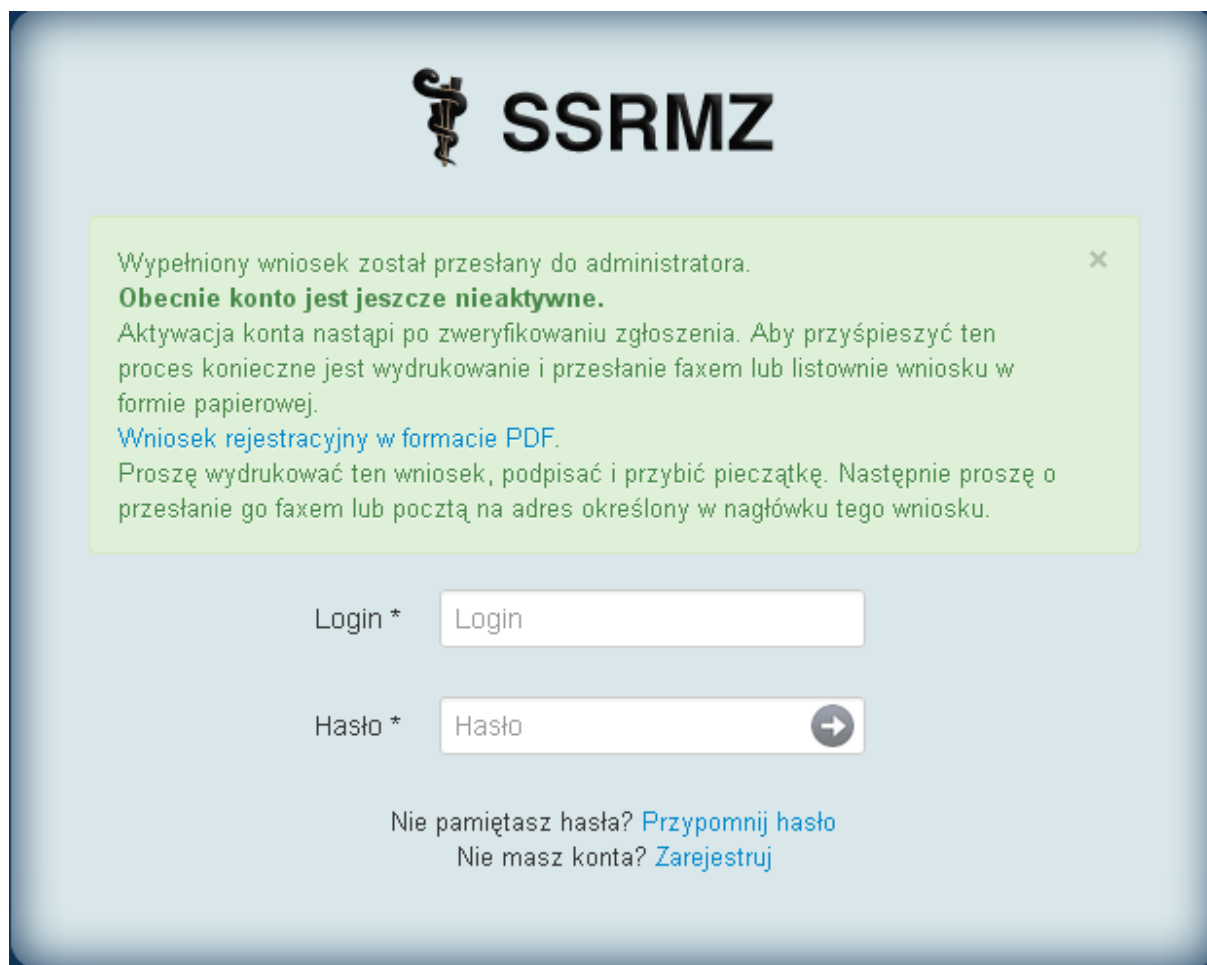 SSRMZ
Wypełniony wniosek został przesłany do administratora.
×
Obecnie konto jest jeszcze nieaktywne.
Aktywacja konta nastąpi po zweryfikowaniu zgłoszenia. Aby przyśpieszyć ten
proces konieczne jest wydrukowanie i przesłanie faxem lub listownie wniosku w
formie papierowej.
Wniosek rejestracyjny w formacie PDF.
Proszę wydrukować ten wniosek, podpisać i przybić pieczątkę. Następnie proszę o
przesłanie go faxem lub pocztą na adres określony w nagłówku tego wniosku.
Login * Login
Hasło * Hasło
Nie pamiętasz hasła? Przypomnij hasło
Nie masz konta? Zarejestruj